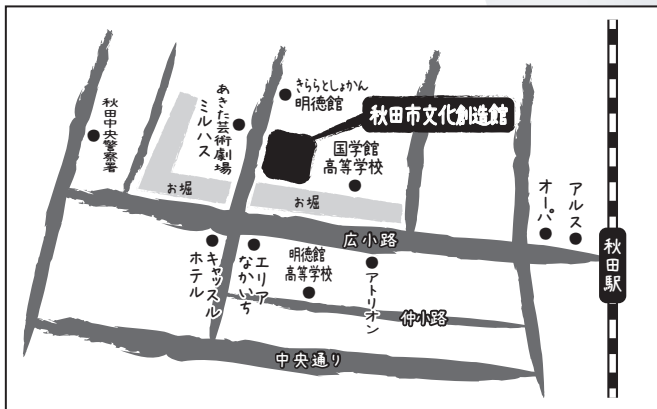 きららとしょかん
明徳館
秋田市文化創造館
あきた芸術劇場
ミルハス
秋田中央警察署
国学館
高等学校
お堀
お堀
オーパ
アルス
広小路
秋田駅
キャッスル
ホテル
エリア
なかいち
明徳館
高等学校
アトリオン
仲小路
中央通り